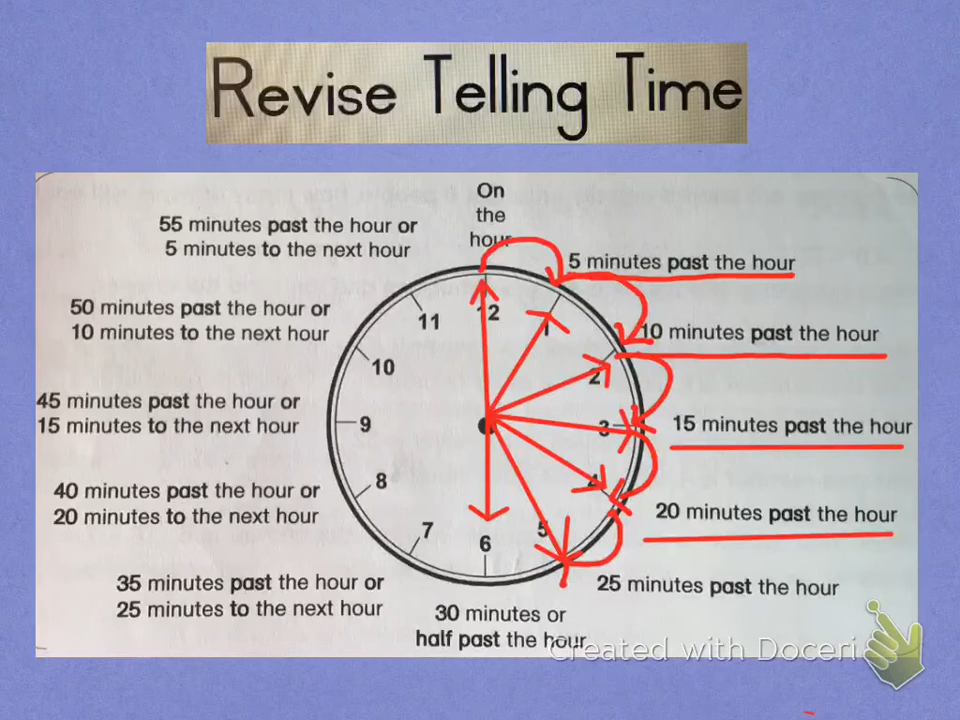 Revise Telling Time
On
the
hour
55 minutes past the hour or
5 minutes to the next hour
5 minutes past the hour
50 minutes past the hour or
10 minutes to the next hour
10 minutes past the hour
45 minutes past the hour or
15 minutes to the next hour
15 minutes past the hour
40 minutes past the hour or
20 minutes to the next hour
20 minutes past the hour
35 minutes past the hour or
25 minutes to the next hour
25 minutes past the hour
30 minutes or
half past the hour
12
1
2
3
4
5
6
7
8
9
10
11
Created with Doceri